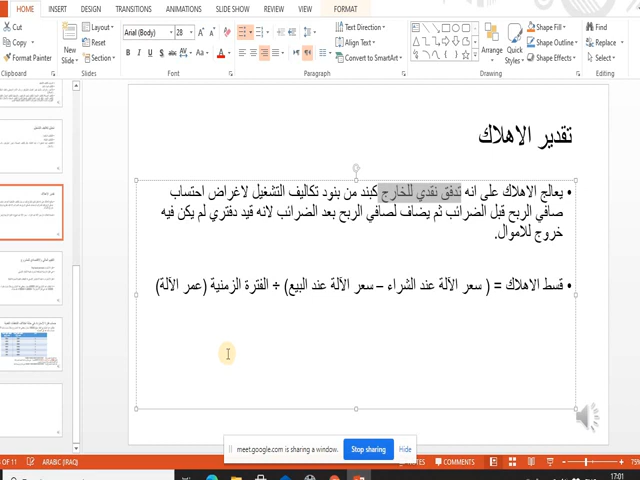 HOME INSERT DESIGN TRANSITIONS ANIMATIONS SLIDE SHOW REVIEW VIEW FORMAT
Cut
Copy
Format Painter
Clipboard
New
Slide
Layout
Reset
Section
Slides
Arial (Body) 28
Font
Paragraph
Text Direction
Align Text
Convert to SmartArt
Arrange
Quick
Styles
Shape Fill
Shape Outline
Shape Effects
Drawing
Find
Replace
Select
Editing
تقدير الاهلاك
• يعالج الاهلاك على انه تدفق نقدي للخارج كبند من بنود تكاليف التشغيل لاغراض احتساب
صافي الربح قبل الضرائب ثم يضاف لصافي الربح بعد الضرائب لانه قيد دفتري لم يكن فيه
خروج للاموال.
• قسط الاهلاك = ( سعر الآلة عند الشراء – سعر الآلة عند البيع) ÷ الفترة الزمنية (عمر الآلة)
meet.google.com is sharing a window. Stop sharing Hide
OF 11 ARABIC (IRAQ) NOTES COMMENTS 75%
17:01